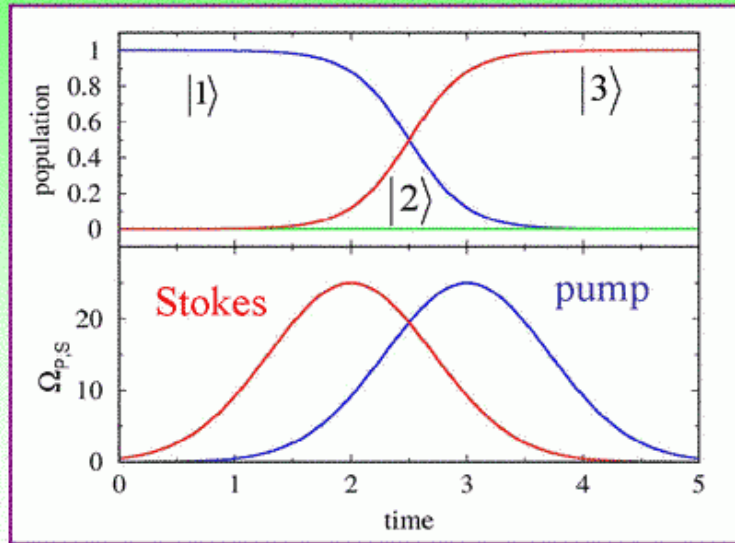 1
0.8
0.6
0.4
0.2
0
population
|1⟩
|3⟩
|2⟩
Stokes
pump
20
10
0
Ω_P,S
0 1 2 3 4 5
time